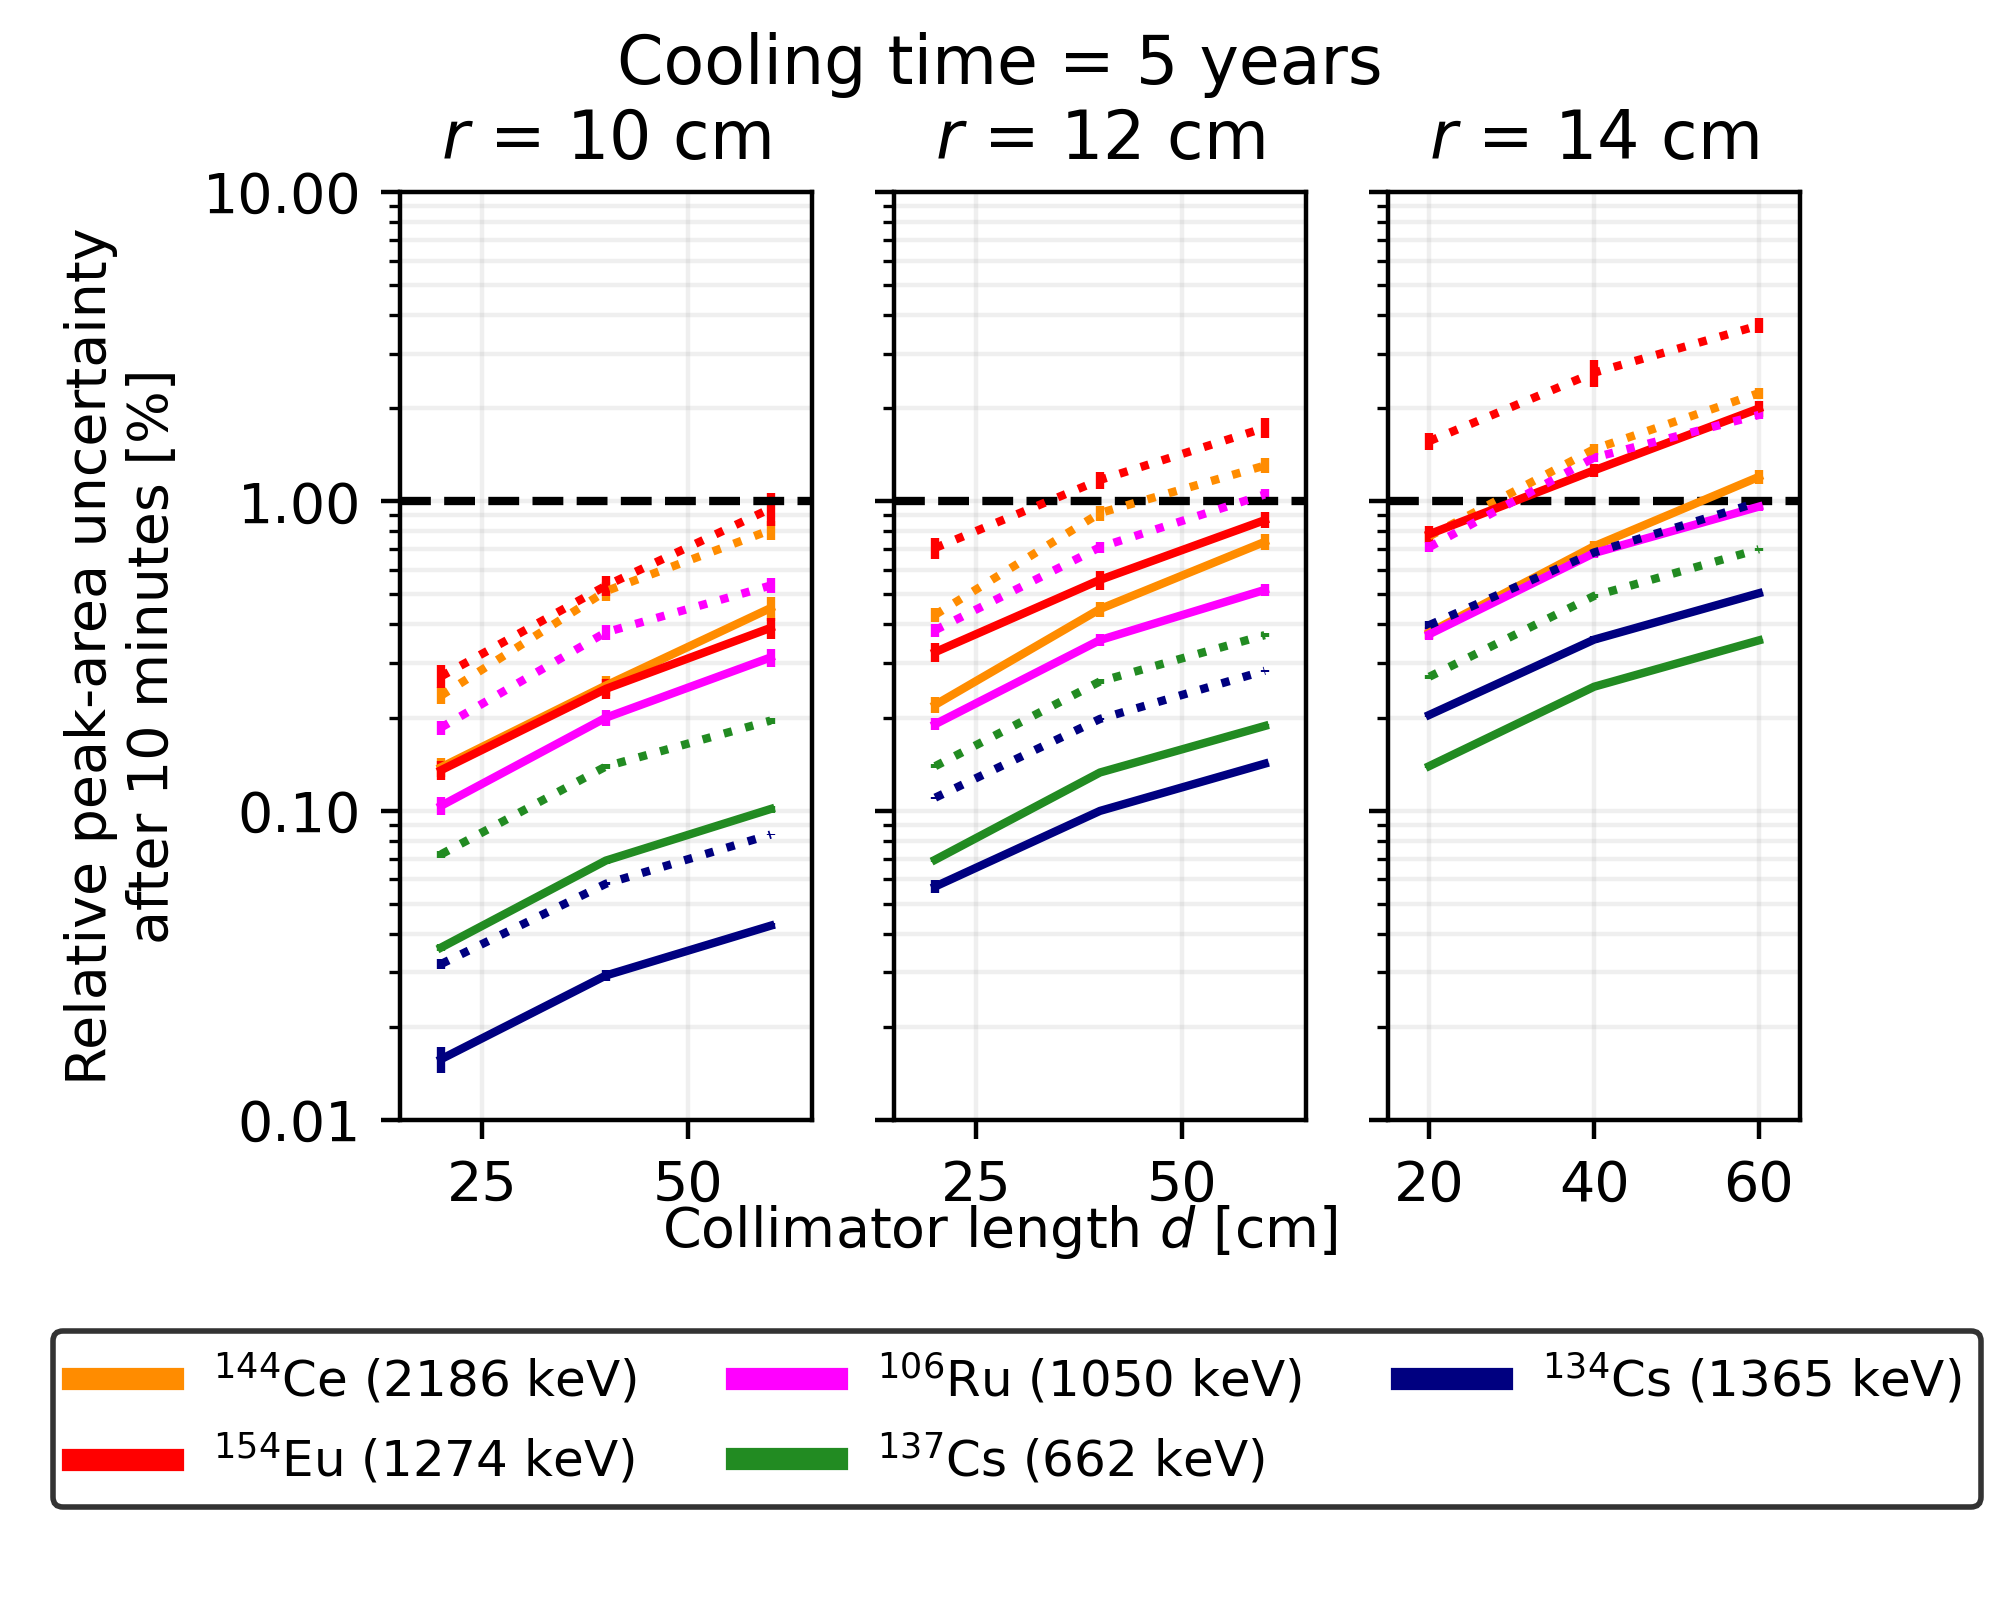 Cooling time = 5 years
r = 10 cm
r = 12 cm
r = 14 cm
Relative peak-area uncertainty
after 10 minutes [%]
10.00
1.00
0.10
0.01
25 50
25 50
20 40 60
Collimator length d [cm]
¹⁴⁴Ce (2186 keV)
¹⁵⁴Eu (1274 keV)
¹⁰⁶Ru (1050 keV)
¹³⁷Cs (662 keV)
¹³⁴Cs (1365 keV)